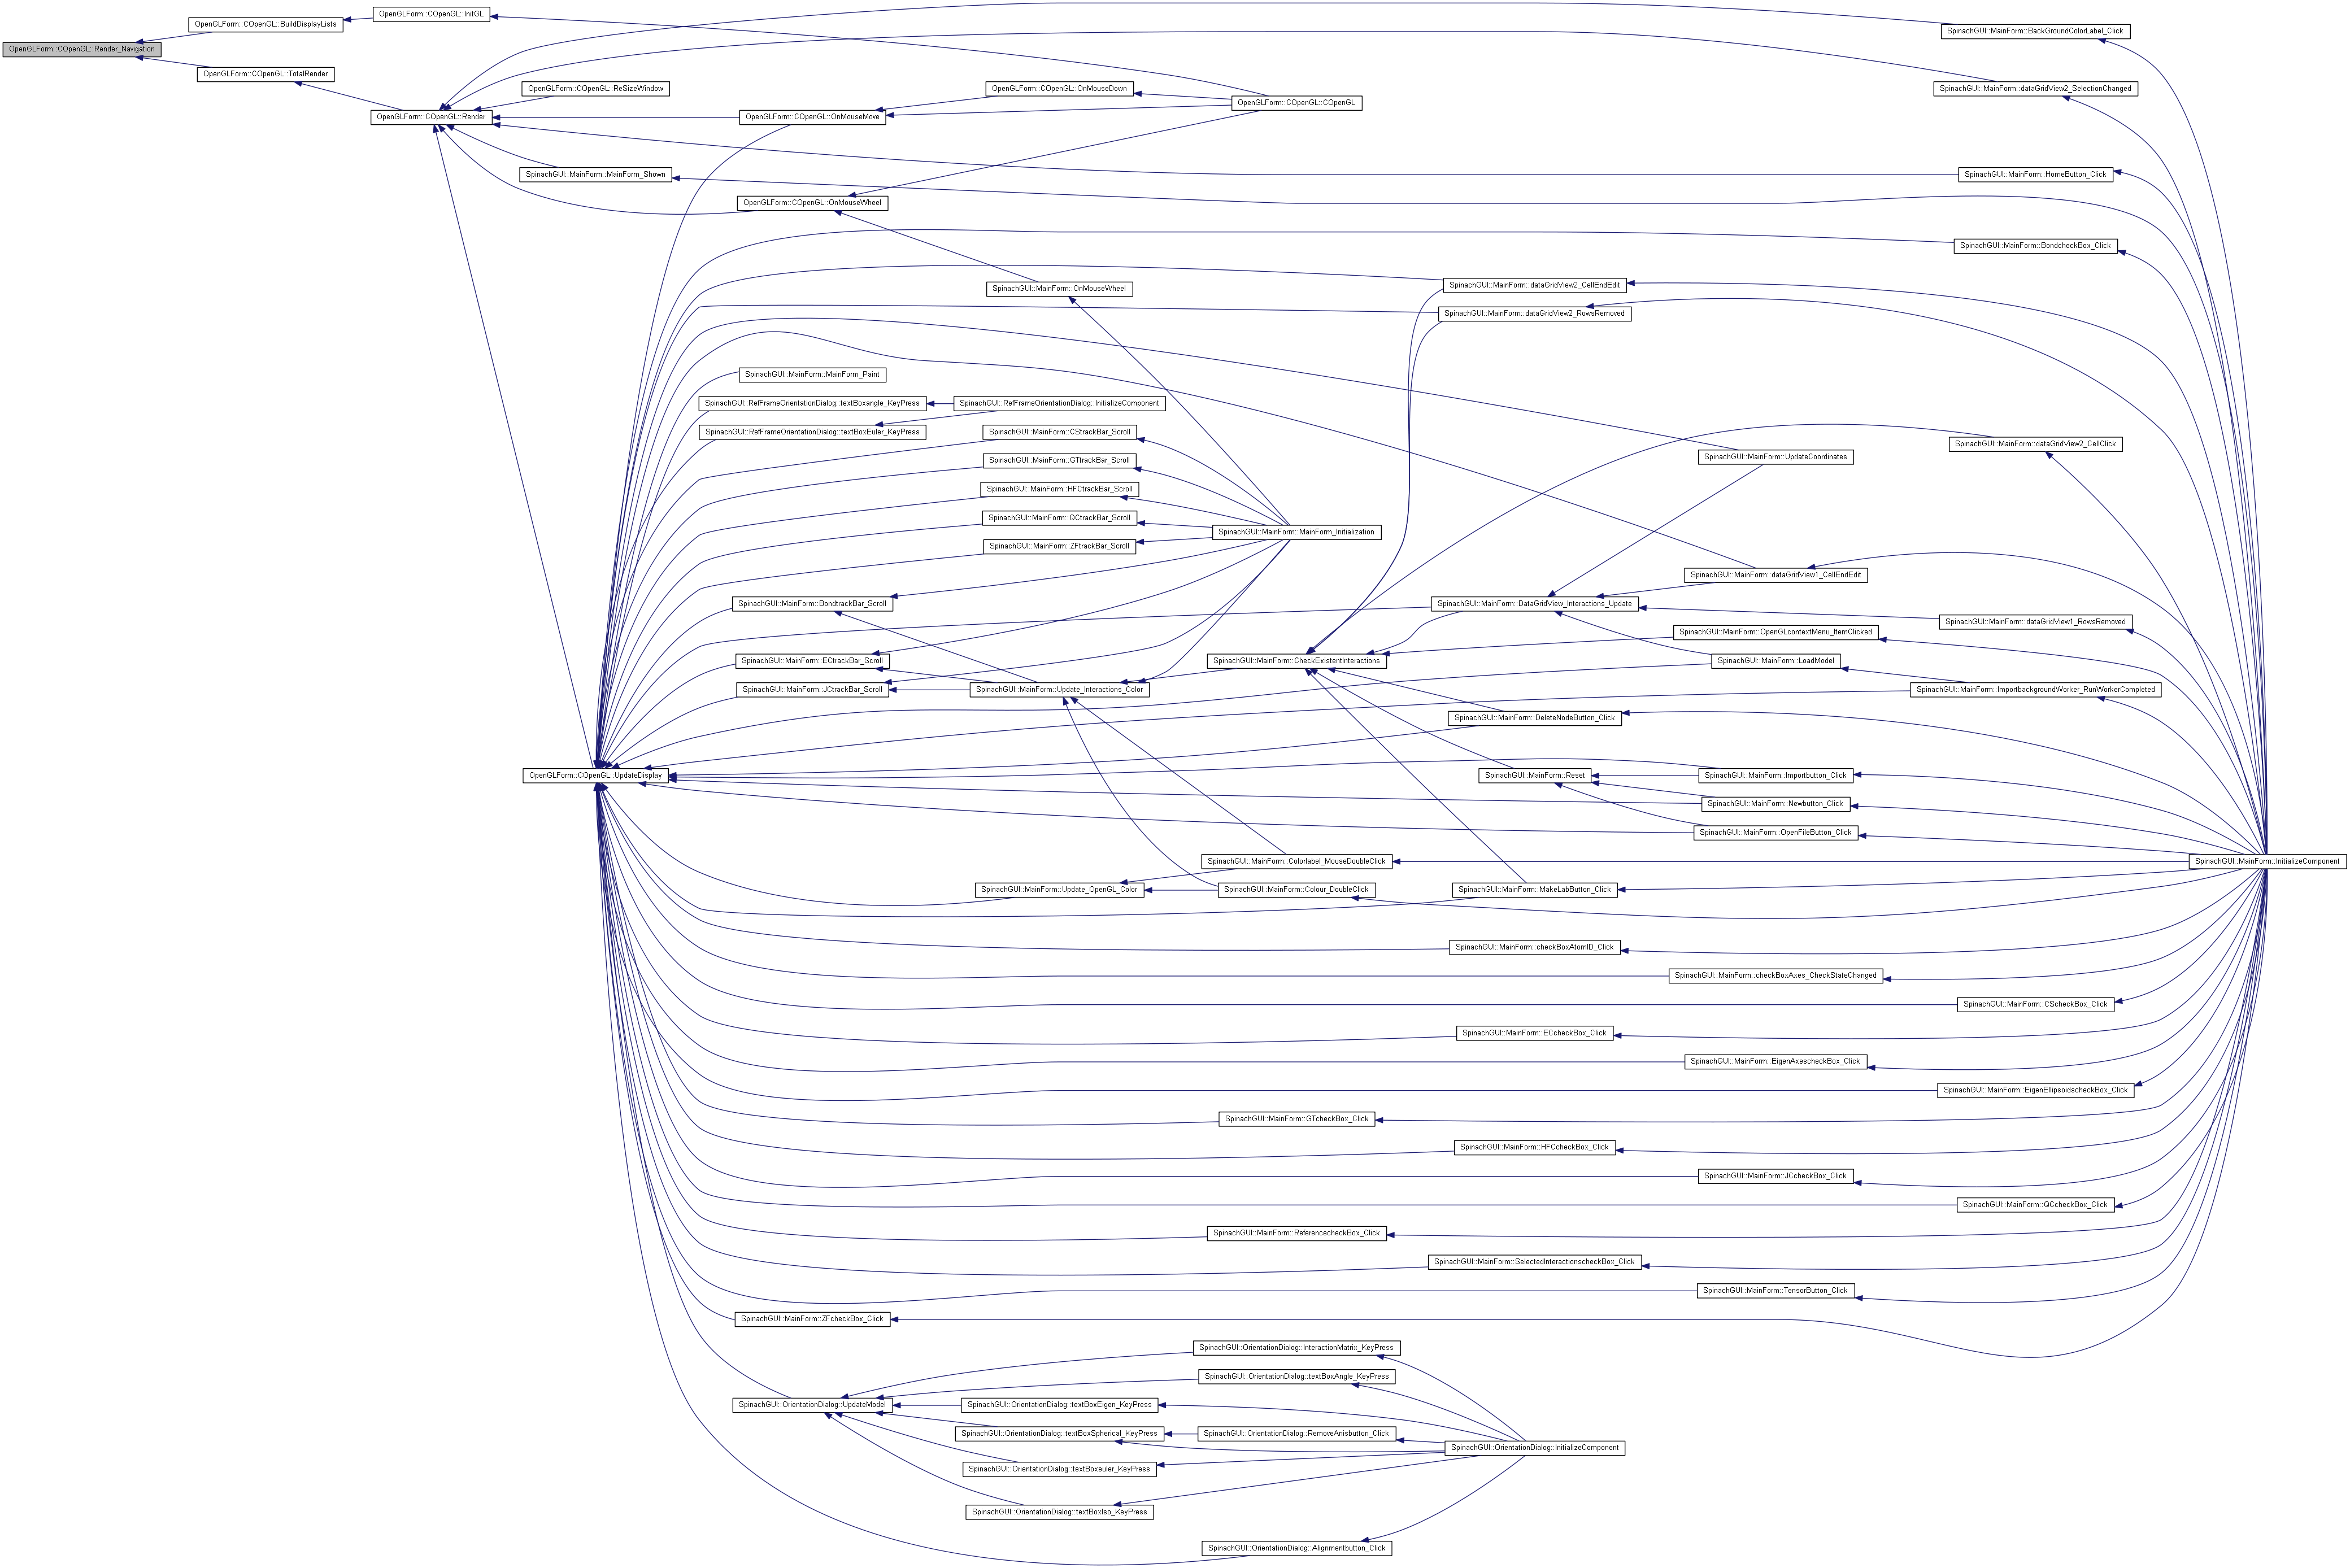 OpenGLForm::COpenGL::Render_Navigation
OpenGLForm::COpenGL::BuildDisplayLists
OpenGLForm::COpenGL::InitGL
OpenGLForm::COpenGL::TotalRender
OpenGLForm::COpenGL::Render
OpenGLForm::COpenGL::ReSizeWindow
SpinachGUI::MainForm::MainForm_Shown
OpenGLForm::COpenGL::OnMouseMove
OpenGLForm::COpenGL::OnMouseDown
OpenGLForm::COpenGL::COpenGL
OpenGLForm::COpenGL::OnMouseWheel
SpinachGUI::MainForm::OnMouseWheel
SpinachGUI::MainForm::BackGroundColorLabel_Click
SpinachGUI::MainForm::dataGridView2_SelectionChanged
SpinachGUI::MainForm::HomeButton_Click
SpinachGUI::MainForm::BondcheckBox_Click
SpinachGUI::MainForm::dataGridView2_CellEndEdit
SpinachGUI::MainForm::dataGridView2_RowsRemoved
SpinachGUI::MainForm::MainForm_Paint
SpinachGUI::RefFrameOrientationDialog::textBoxangle_KeyPress
SpinachGUI::RefFrameOrientationDialog::InitializeComponent
SpinachGUI::RefFrameOrientationDialog::textBoxEuler_KeyPress
SpinachGUI::MainForm::CStrackBar_Scroll
SpinachGUI::MainForm::dataGridView2_CellClick
SpinachGUI::MainForm::GTtrackBar_Scroll
SpinachGUI::MainForm::UpdateCoordinates
SpinachGUI::MainForm::HFCtrackBar_Scroll
SpinachGUI::MainForm::QCtrackBar_Scroll
SpinachGUI::MainForm::MainForm_Initialization
SpinachGUI::MainForm::ZFtrackBar_Scroll
SpinachGUI::MainForm::dataGridView1_CellEndEdit
SpinachGUI::MainForm::BondtrackBar_Scroll
SpinachGUI::MainForm::DataGridView_Interactions_Update
SpinachGUI::MainForm::dataGridView1_RowsRemoved
SpinachGUI::MainForm::OpenGLcontextMenu_ItemClicked
SpinachGUI::MainForm::ECtrackBar_Scroll
SpinachGUI::MainForm::CheckExistentInteractions
SpinachGUI::MainForm::LoadModel
SpinachGUI::MainForm::JCtrackBar_Scroll
SpinachGUI::MainForm::Update_Interactions_Color
SpinachGUI::MainForm::ImportbackgroundWorker_RunWorkerCompleted
SpinachGUI::MainForm::DeleteNodeButton_Click
OpenGLForm::COpenGL::UpdateDisplay
SpinachGUI::MainForm::Reset
SpinachGUI::MainForm::Importbutton_Click
SpinachGUI::MainForm::Newbutton_Click
SpinachGUI::MainForm::OpenFileButton_Click
SpinachGUI::MainForm::Colorlabel_MouseDoubleClick
SpinachGUI::MainForm::InitializeComponent
SpinachGUI::MainForm::Update_OpenGL_Color
SpinachGUI::MainForm::Colour_DoubleClick
SpinachGUI::MainForm::MakeLabButton_Click
SpinachGUI::MainForm::checkBoxAtomID_Click
SpinachGUI::MainForm::checkBoxAxes_CheckStateChanged
SpinachGUI::MainForm::CScheckBox_Click
SpinachGUI::MainForm::ECcheckBox_Click
SpinachGUI::MainForm::EigenAxescheckBox_Click
SpinachGUI::MainForm::EigenEllipsoidscheckBox_Click
SpinachGUI::MainForm::GTcheckBox_Click
SpinachGUI::MainForm::HFCcheckBox_Click
SpinachGUI::MainForm::JCcheckBox_Click
SpinachGUI::MainForm::QCcheckBox_Click
SpinachGUI::MainForm::ReferencecheckBox_Click
SpinachGUI::MainForm::SelectedInteractionscheckBox_Click
SpinachGUI::MainForm::TensorButton_Click
SpinachGUI::MainForm::ZFcheckBox_Click
SpinachGUI::OrientationDialog::InteractionMatrix_KeyPress
SpinachGUI::OrientationDialog::textBoxAngle_KeyPress
SpinachGUI::OrientationDialog::UpdateModel
SpinachGUI::OrientationDialog::textBoxEigen_KeyPress
SpinachGUI::OrientationDialog::textBoxSpherical_KeyPress
SpinachGUI::OrientationDialog::RemoveAnisbutton_Click
SpinachGUI::OrientationDialog::InitializeComponent
SpinachGUI::OrientationDialog::textBoxeuler_KeyPress
SpinachGUI::OrientationDialog::textBoxIso_KeyPress
SpinachGUI::OrientationDialog::Alignmentbutton_Click